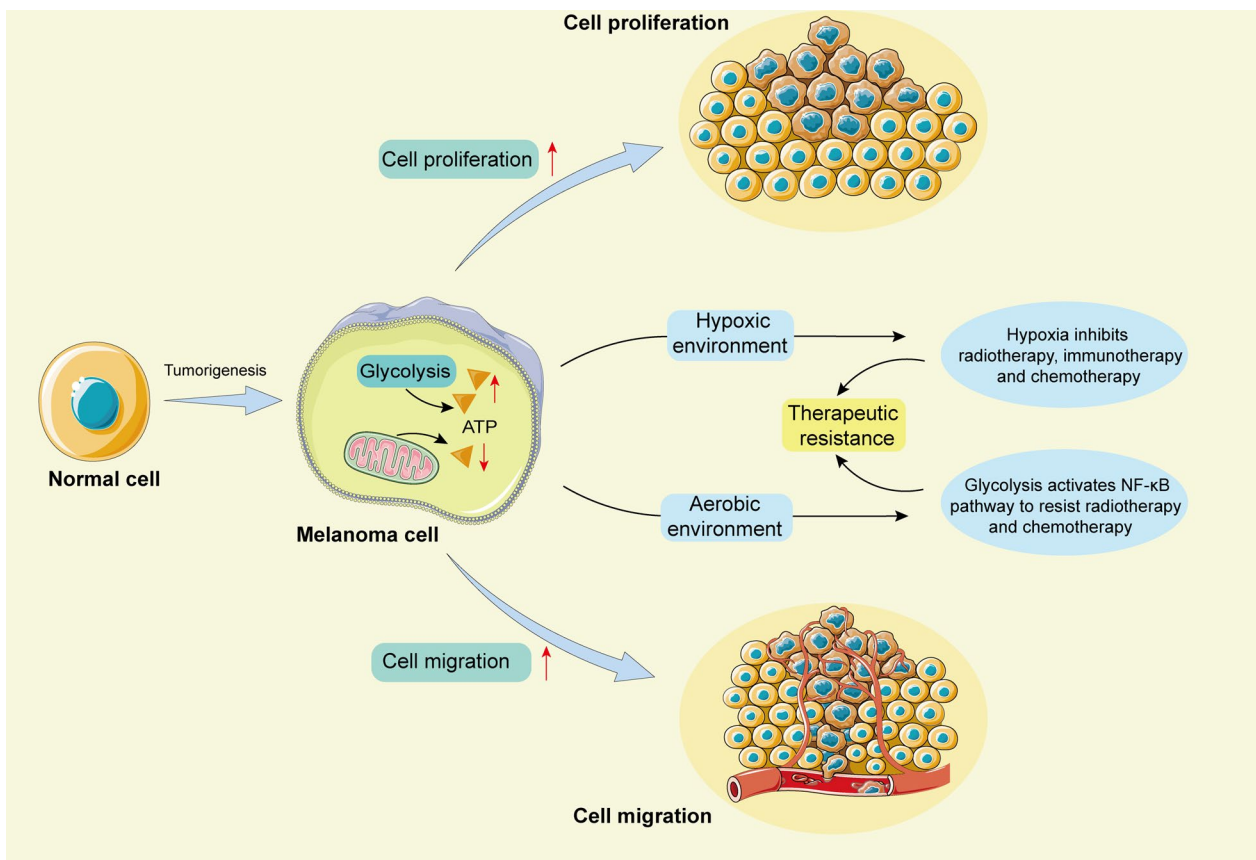 Cell proliferation
Cell proliferation
Hypoxic
environment
Hypoxia inhibits
radiotherapy, immunotherapy
and chemotherapy
Tumorigenesis
Glycolysis
ATP
Therapeutic
resistance
Normal cell
Melanoma cell
Aerobic
environment
Glycolysis activates NF-κB
pathway to resist radiotherapy
and chemotherapy
Cell migration
Cell migration